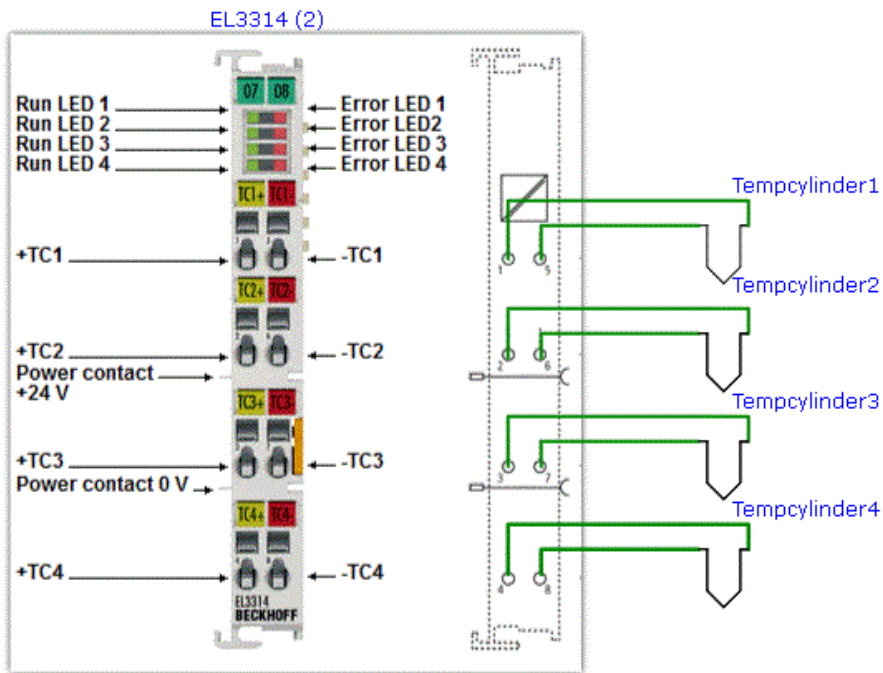 EL3314 (2)
07 08
Run LED 1
Error LED 1
Run LED 2
Error LED2
Run LED 3
Error LED 3
Run LED 4
Error LED 4
TC1+ TC1-
Tempcylinder1
+TC1
-TC1
1 5
TC2+ TC2-
Tempcylinder2
+TC2
-TC2
2 6
Power contact
+24 V
TC3+ TC3-
Tempcylinder3
+TC3
-TC3
3 7
Power contact 0 V
TC4+ TC4-
Tempcylinder4
+TC4
-TC4
4 8
EL3314
BECKHOFF